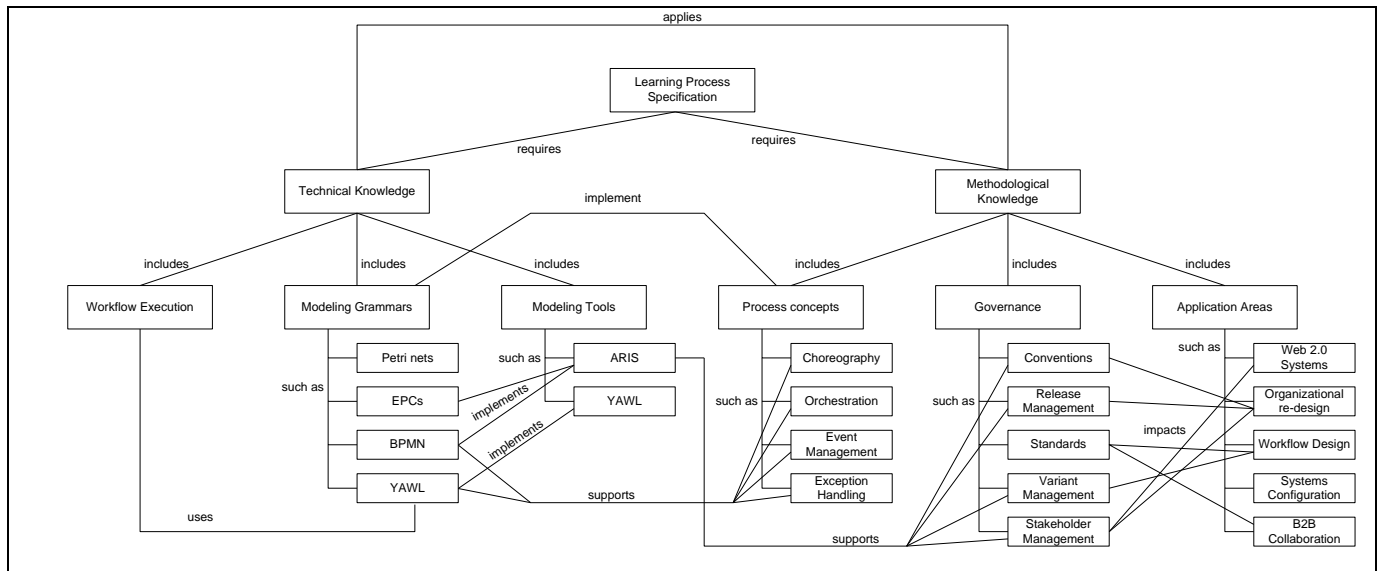 applies
Learning Process
Specification
requires
requires
Technical Knowledge
Methodological
Knowledge
implement
includes
includes
includes
includes
includes
includes
Workflow Execution
Modeling Grammars
Modeling Tools
Process concepts
Governance
Application Areas
Petri nets
such as
ARIS
Choreography
Conventions
such as
Web 2.0
Systems
such as
EPCs
implements
YAWL
such as
Orchestration
such as
Release
Management
Organizational
re-design
BPMN
implements
Event
Management
Standards
impacts
Workflow Design
YAWL
supports
Exception
Handling
Variant
Management
Systems
Configuration
uses
supports
Stakeholder
Management
B2B
Collaboration